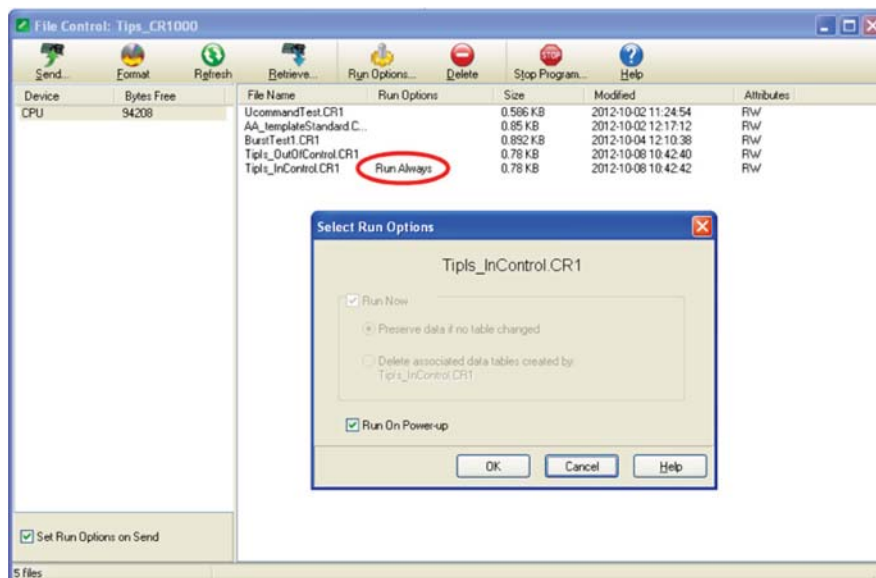 File Control: Tips_CR1000
Send... Format Refresh Retrieve... Run Options... Delete Stop Program... Help
STOP
Device Bytes Free File Name Run Options Size Modified Attributes
CPU 94208
UcommandTest.CR1 0.586 KB 2012-10-02 11:24:54 RW
AA_templateStandard.C... 0.85 KB 2012-10-02 12:17:12 RW
BurstTest1.CR1 0.892 KB 2012-10-04 12:10:38 RW
TipIs_OutOfControl.CR1 0.78 KB 2012-10-08 10:42:40 RW
TipIs_InControl.CR1 Run Always 0.78 KB 2012-10-08 10:42:42 RW
Select Run Options
TipIs_InControl.CR1
Run Now
Preserve data if no table changed
Delete associated data tables created by:
TipIs_InControl.CR1
Run On Power-up
OK Cancel Help
Set Run Options on Send
5 files